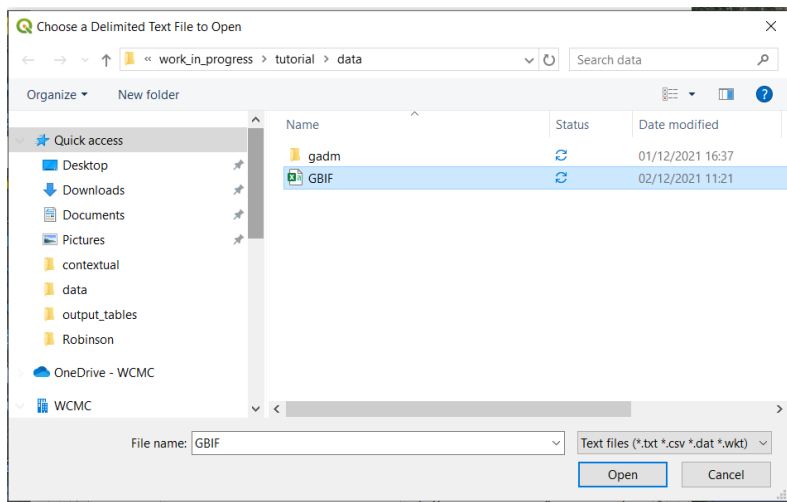 Choose a Delimited Text File to Open
« work_in_progress > tutorial > data
Search data
Organize
New folder
Name
Status
Date modified
Quick access
Desktop
Downloads
Documents
Pictures
contextual
data
output_tables
Robinson
OneDrive - WCMC
WCMC
gadm 01/12/2021 16:37
GBIF 02/12/2021 11:21
File name: GBIF
Text files (*.txt *.csv *.dat *.wkt)
Open
Cancel